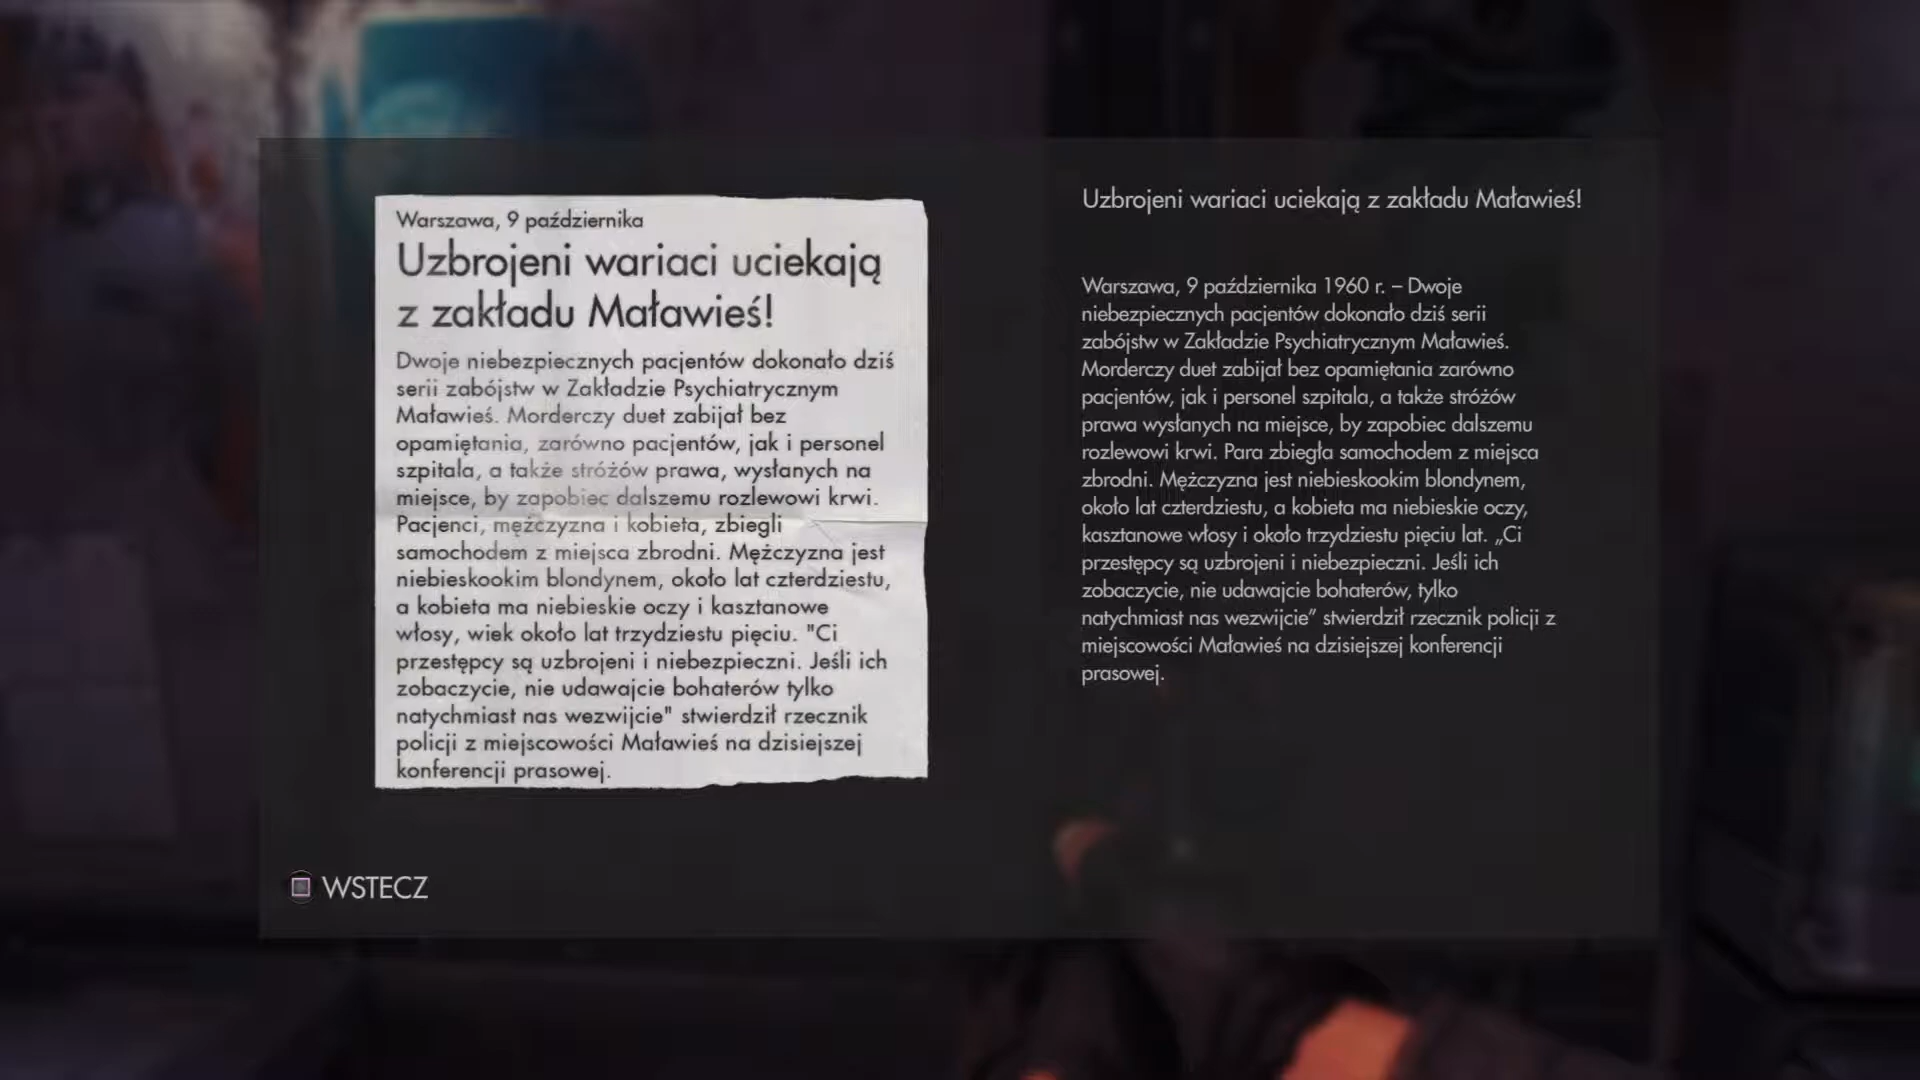 Warszawa, 9 października
Uzbrojeni wariaci uciekają
z zakładu Maławieś!
Dwoje niebezpiecznych pacjentów dokonało dziś
serii zabójstw w Zakładzie Psychiatrycznym
Maławieś. Morderczy duet zabijał bez
opamiętania, zarówno pacjentów, jak i personel
szpitala, a także stróżów prawa, wysłanych na
miejsce, by zapobiec dalszemu rozlewowi krwi.
Pacjenci, mężczyzna i kobieta, zbiegli
samochodem z miejsca zbrodni. Mężczyzna jest
niebieskookim blondynem, około lat czterdziestu,
a kobieta ma niebieskie oczy i kasztanowe
włosy, wiek około lat trzydziestu pięciu. "Ci
przestępcy są uzbrojeni i niebezpieczni. Jeśli ich
zobaczycie, nie udawajcie bohaterów tylko
natychmiast nas wezwijcie" stwierdził rzecznik
policji z miejscowości Maławieś na dzisiejszej
konferencji prasowej.
Uzbrojeni wariaci uciekają z zakładu Maławieś!
Warszawa, 9 października 1960 r. – Dwoje
niebezpiecznych pacjentów dokonało dziś serii
zabójstw w Zakładzie Psychiatrycznym Maławieś.
Morderczy duet zabijał bez opamiętania zarówno
pacjentów, jak i personel szpitala, a także stróżów
prawa wysłanych na miejsce, by zapobiec dalszemu
rozlewowi krwi. Para zbiegła samochodem z miejsca
zbrodni. Mężczyzna jest niebieskookim blondynem,
około lat czterdziestu, a kobieta ma niebieskie oczy,
kasztanowe włosy i około trzydziestu pięciu lat. „Ci
przestępcy są uzbrojeni i niebezpieczni. Jeśli ich
zobaczycie, nie udawajcie bohaterów, tylko
natychmiast nas wezwijcie” stwierdził rzecznik policji z
miejscowości Maławieś na dzisiejszej konferencji
prasowej.
WSTECZ